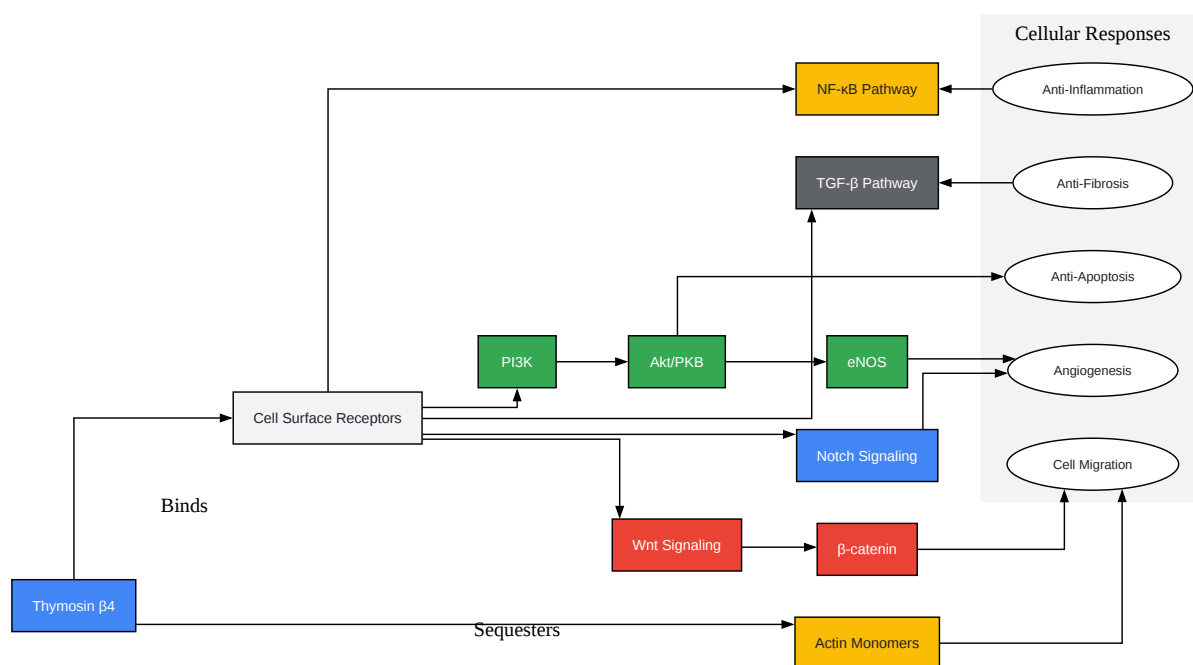 Cellular Responses
NF-κB Pathway
Anti-Inflammation
TGF-β Pathway
Anti-Fibrosis
Anti-Apoptosis
PI3K
Akt/PKB
eNOS
Angiogenesis
Cell Surface Receptors
Notch Signaling
Cell Migration
Binds
Wnt Signaling
β-catenin
Thymosin β4
Sequesters
Actin Monomers